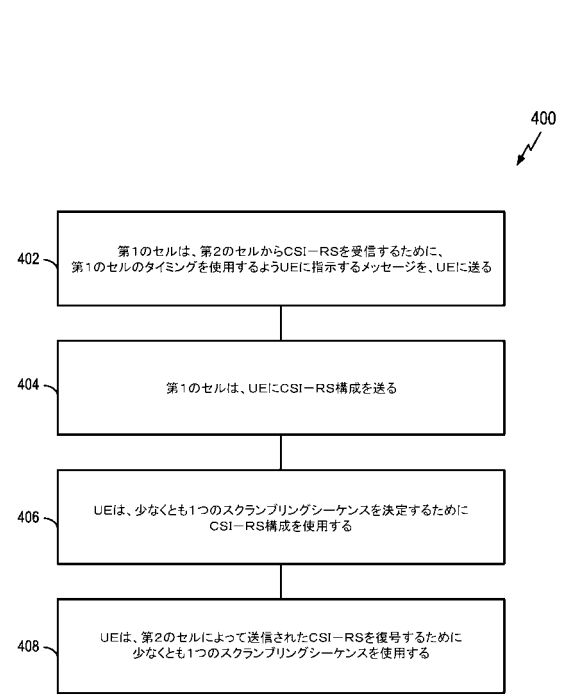 400
402
第1のセルは、第2のセルからCSI－RSを受信するために、
第1のセルのタイミングを使用するようUEに指示するメッセージを、UEに送る
404
第1のセルは、UEにCSI－RS構成を送る
406
UEは、少なくとも1つのスクランブリングシーケンスを決定するために
CSI－RS構成を使用する
408
UEは、第2のセルによって送信されたCSI－RSを復号するために
少なくとも1つのスクランブリングシーケンスを使用する